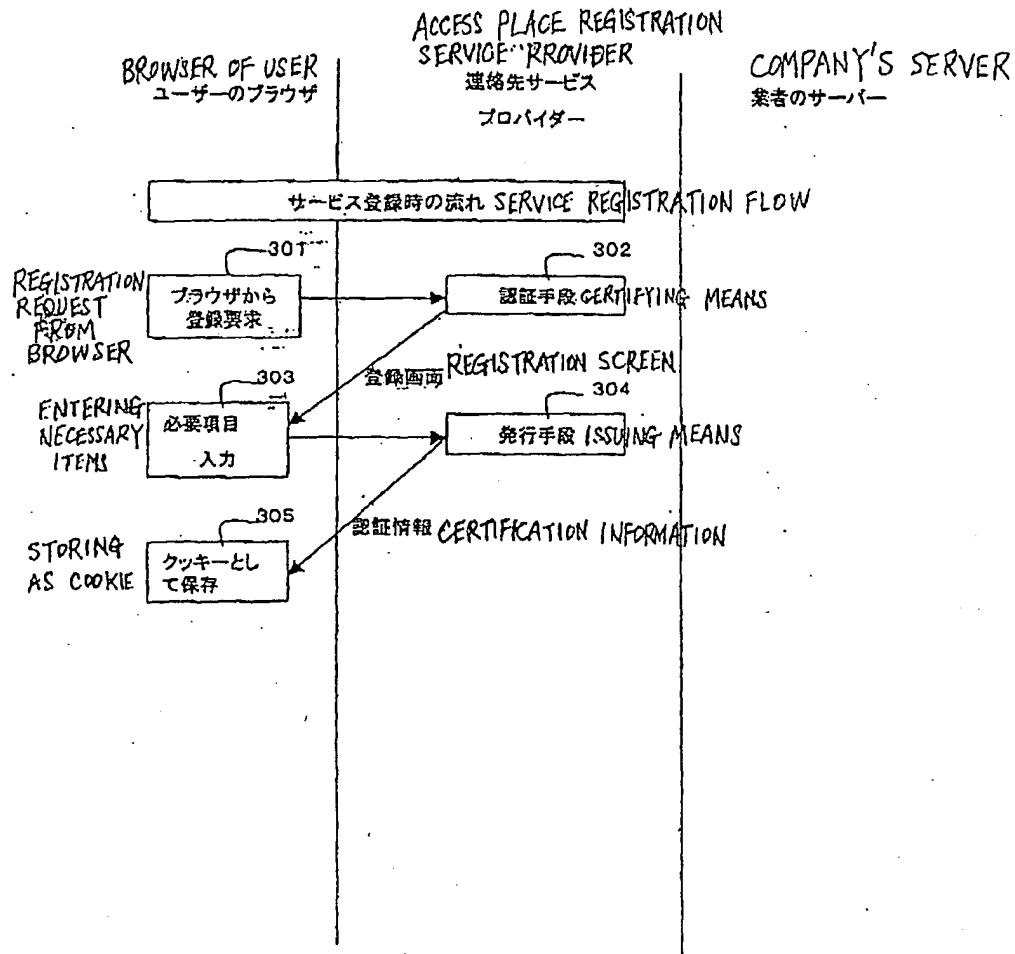 ACCESS PLACE REGISTRATION
SERVICE PROVIDER
連絡先サービス
プロバイダー
BROWSER OF USER
ユーザーのブラウザ
COMPANY'S SERVER
業者のサーバー
サービス登録時の流れ SERVICE REGISTRATION FLOW
301
302
REGISTRATION
REQUEST
FROM
BROWSER
ブラウザから
登録要求
認証手段 CERTIFYING MEANS
登録画面 REGISTRATION SCREEN
303
304
ENTERING
NECESSARY
ITEMS
必要項目
入力
発行手段 ISSUING MEANS
305
認証情報 CERTIFICATION INFORMATION
STORING
AS COOKIE
クッキーとし
て保存